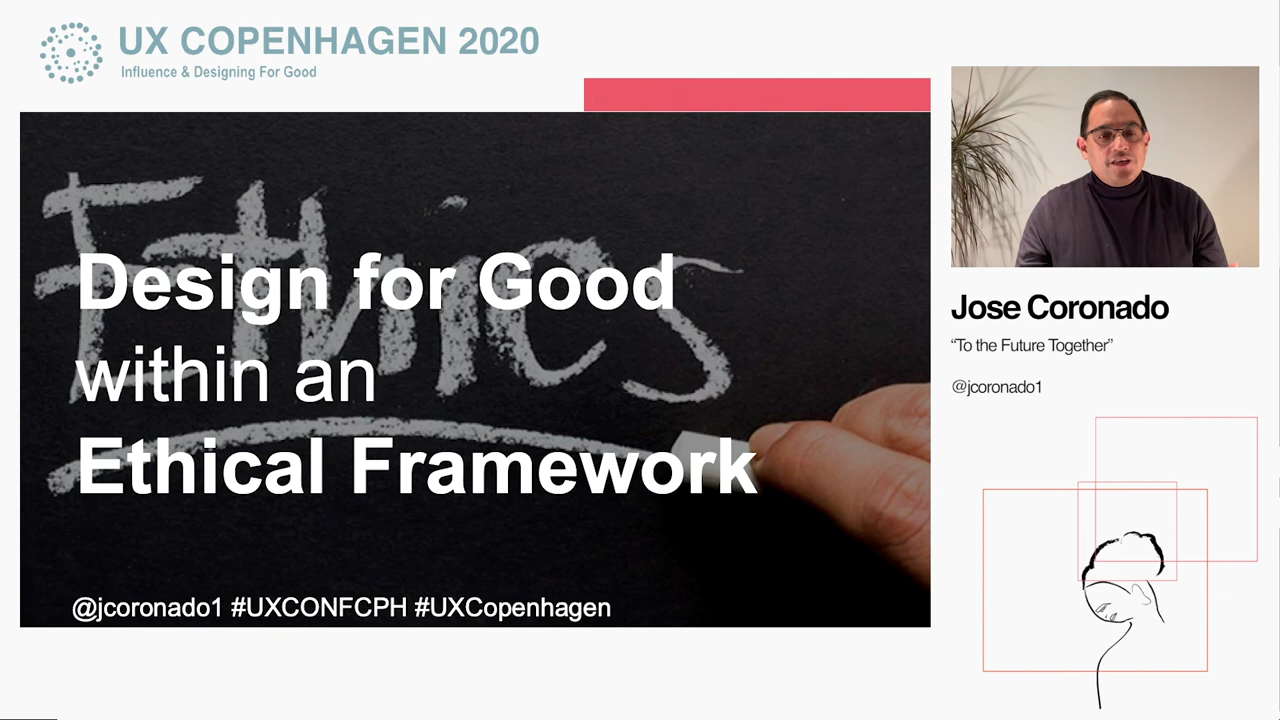 UX COPENHAGEN 2020
Influence & Designing For Good
Ethics
Design for Good
within an
Ethical Framework
@jcoronado1 #UXCONFCPH #UXCopenhagen
Jose Coronado
“To the Future Together”
@jcoronado1